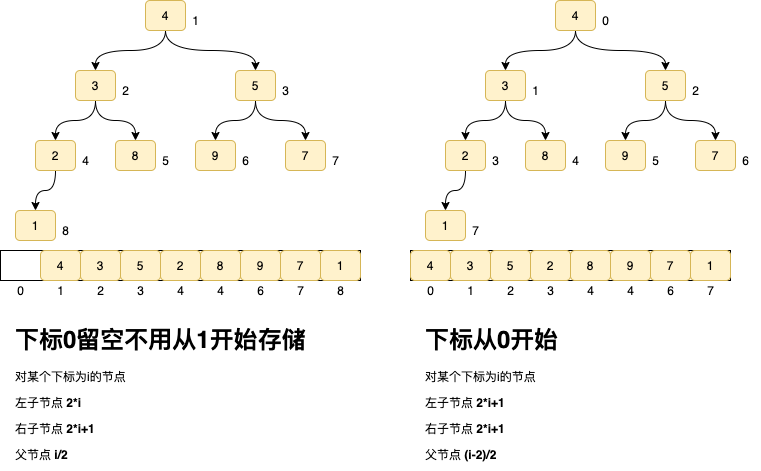 4 1
3 2 5 3
2 4 8 5 9 6 7 7
1 8
4 3 5 2 8 9 7 1
0 1 2 3 4 4 6 7 8
下标0留空不用从1开始存储
对某个下标为i的节点
左子节点 2*i
右子节点 2*i+1
父节点 i/2
4 0
3 1 5 2
2 3 8 4 9 5 7 6
1 7
4 3 5 2 8 9 7 1
0 1 2 3 4 4 6 7
下标从0开始
对某个下标为i的节点
左子节点 2*i+1
右子节点 2*i+1
父节点 (i-2)/2